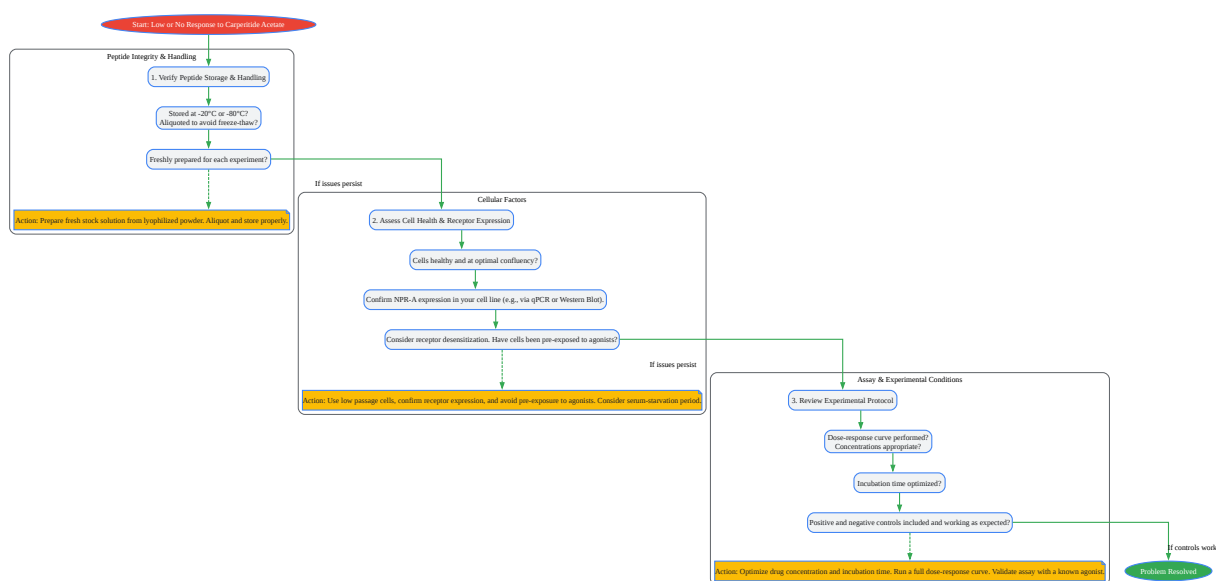 Start: Low or No Response to Carperitide Acetate
Peptide Integrity & Handling
1. Verify Peptide Storage & Handling
Stored at -20°C or -80°C?
Aliquoted to avoid freeze-thaw?
Freshly prepared for each experiment?
Action: Prepare fresh stock solution from lyophilized powder. Aliquot and store properly.
If issues persist
Cellular Factors
2. Assess Cell Health & Receptor Expression
Cells healthy and at optimal confluency?
Confirm NPR-A expression in your cell line (e.g., via qPCR or Western Blot).
Consider receptor desensitization. Have cells been pre-exposed to agonists?
Action: Use low passage cells, confirm receptor expression, and avoid pre-exposure to agonists. Consider serum-starvation period.
If issues persist
Assay & Experimental Conditions
3. Review Experimental Protocol
Dose-response curve performed?
Concentrations appropriate?
Incubation time optimized?
Positive and negative controls included and working as expected?
Action: Optimize drug concentration and incubation time. Run a full dose-response curve. Validate assay with a known agonist.
If controls work
Problem Resolved